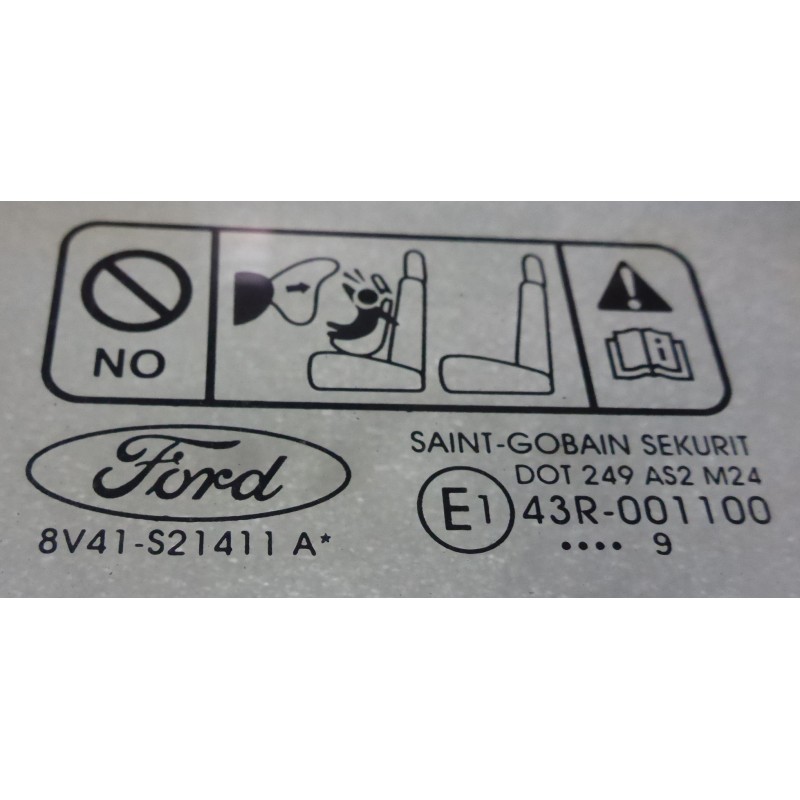 NO
i
Ford
8V41-S21411 A*
SAINT-GOBAIN SEKURIT
DOT 249 AS2 M24
E1 43R-001100
•••• 9